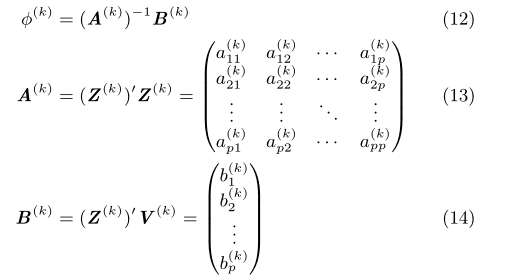 ϕ^(k) = (A^(k))^−1 B^(k) (12)
A^(k) = (Z^(k))′ Z^(k) = ( a_11^(k) a_12^(k) ⋯ a_1p^(k) (13)
a_21^(k) a_22^(k) ⋯ a_2p^(k)
⋮ ⋮ ⋱ ⋮
a_p1^(k) a_p2^(k) ⋯ a_pp^(k) )
B^(k) = (Z^(k))′ V^(k) = ( b_1^(k) (14)
b_2^(k)
⋮
b_p^(k) )